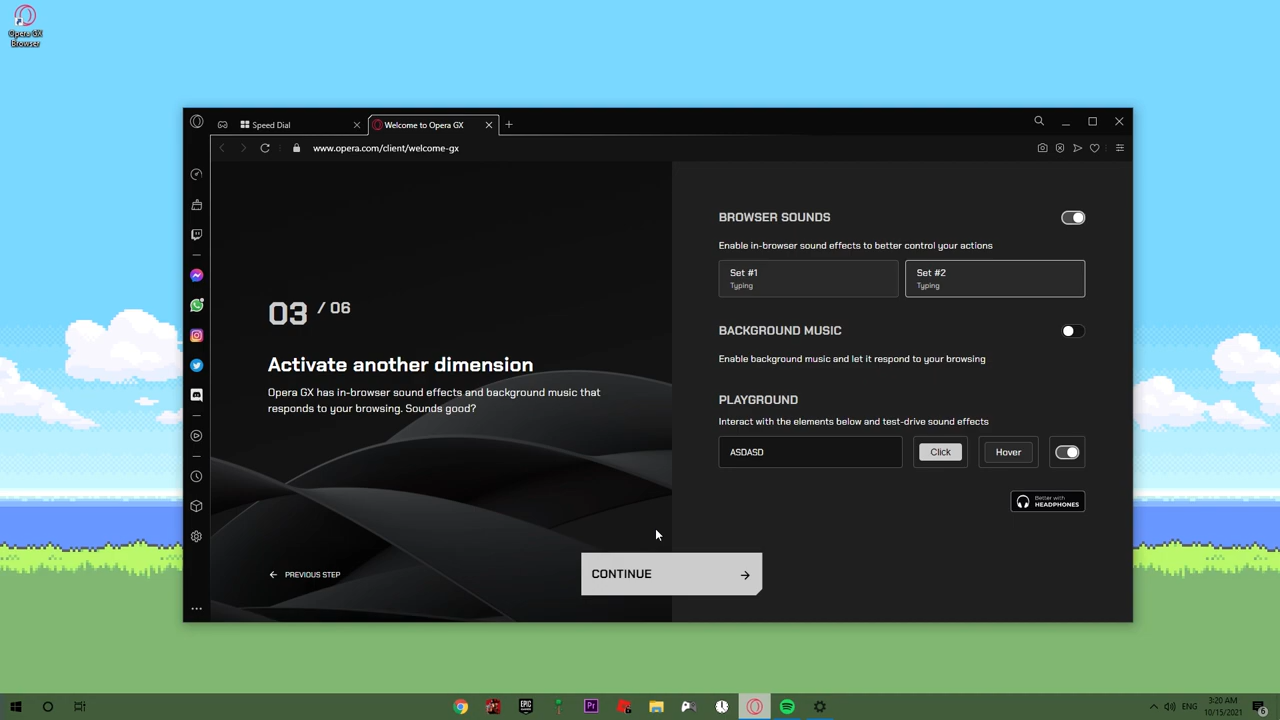 Opera GX
Browser
Speed Dial
Welcome to Opera GX
www.opera.com/client/welcome-gx
03 / 06
Activate another dimension
Opera GX has in-browser sound effects and background music that
responds to your browsing. Sounds good?
PREVIOUS STEP
CONTINUE
BROWSER SOUNDS
Enable in-browser sound effects to better control your actions
Set #1
Typing
Set #2
Typing
BACKGROUND MUSIC
Enable background music and let it respond to your browsing
PLAYGROUND
Interact with the elements below and test-drive sound effects
ASDASD
Click
Hover
Better with
HEADPHONES
EPIC
Pr
ENG
3:20 AM
10/15/2021
6